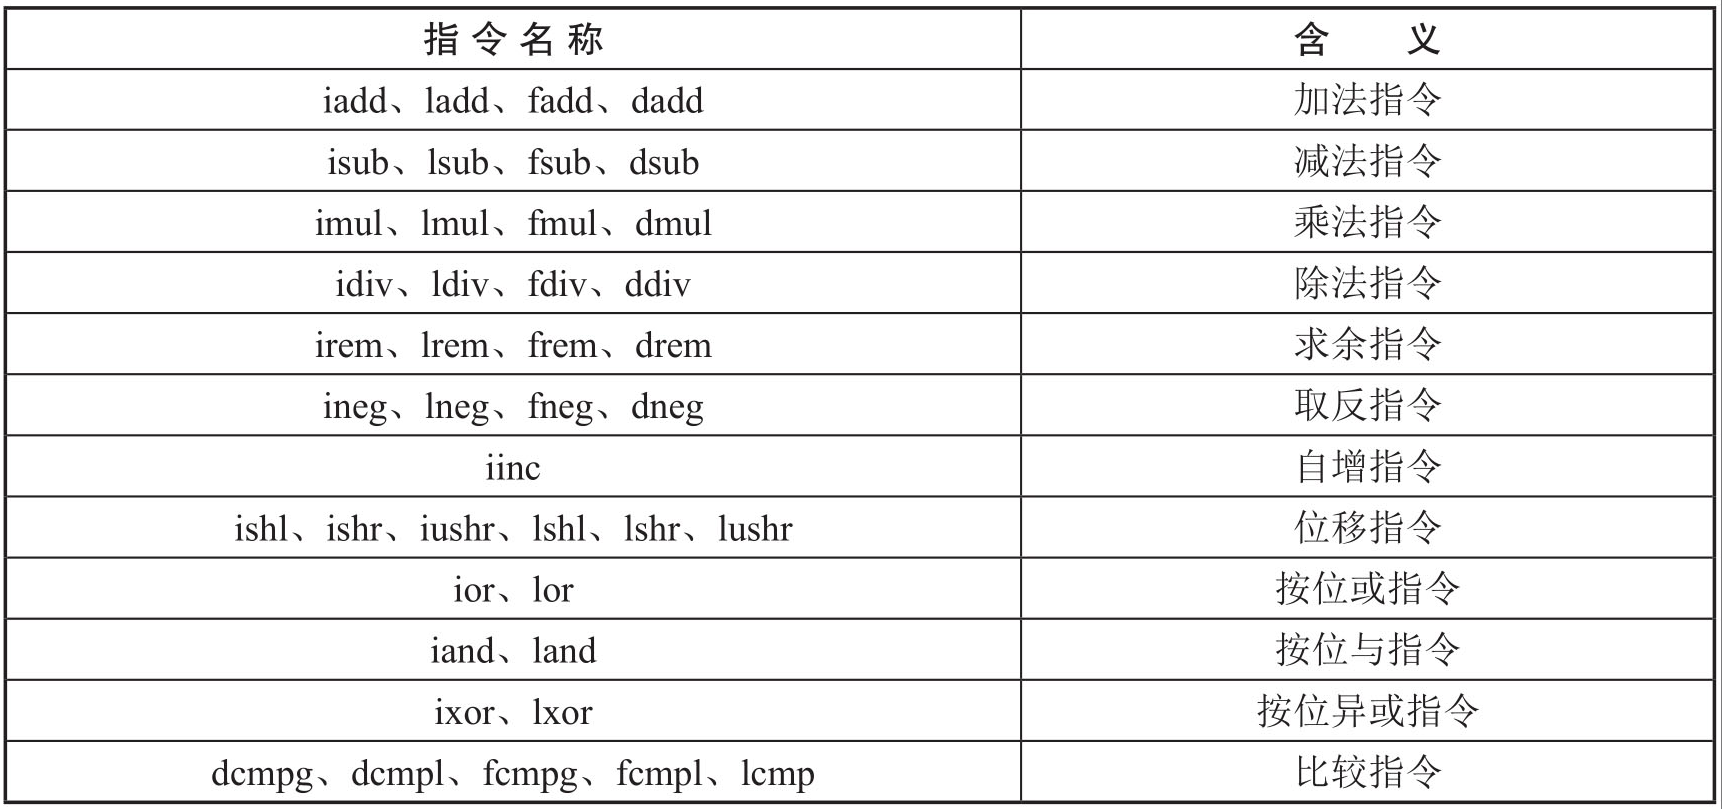 指令名称 含义
iadd、ladd、fadd、dadd 加法指令
isub、lsub、fsub、dsub 减法指令
imul、lmul、fmul、dmul 乘法指令
idiv、ldiv、fdiv、ddiv 除法指令
irem、lrem、frem、drem 求余指令
ineg、lneg、fneg、dneg 取反指令
iinc 自增指令
ishl、ishr、iushr、lshl、lshr、lushr 位移指令
ior、lor 按位或指令
iand、land 按位与指令
ixor、lxor 按位异或指令
dcmpg、dcmpl、fcmpg、fcmpl、lcmp 比较指令